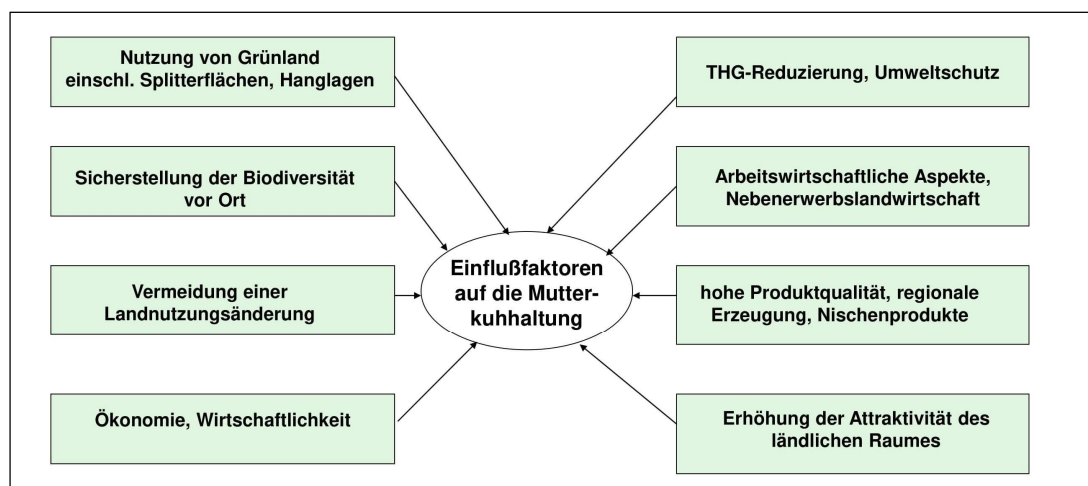 Nutzung von Grünland
einschl. Splitterflächen, Hanglagen
THG-Reduzierung, Umweltschutz
Sicherstellung der Biodiversität
vor Ort
Arbeitswirtschaftliche Aspekte,
Nebenerwerbslandwirtschaft
Einflußfaktoren
auf die Mutter-
kuhhaltung
Vermeidung einer
Landnutzungsänderung
hohe Produktqualität, regionale
Erzeugung, Nischenprodukte
Ökonomie, Wirtschaftlichkeit
Erhöhung der Attraktivität des
ländlichen Raumes